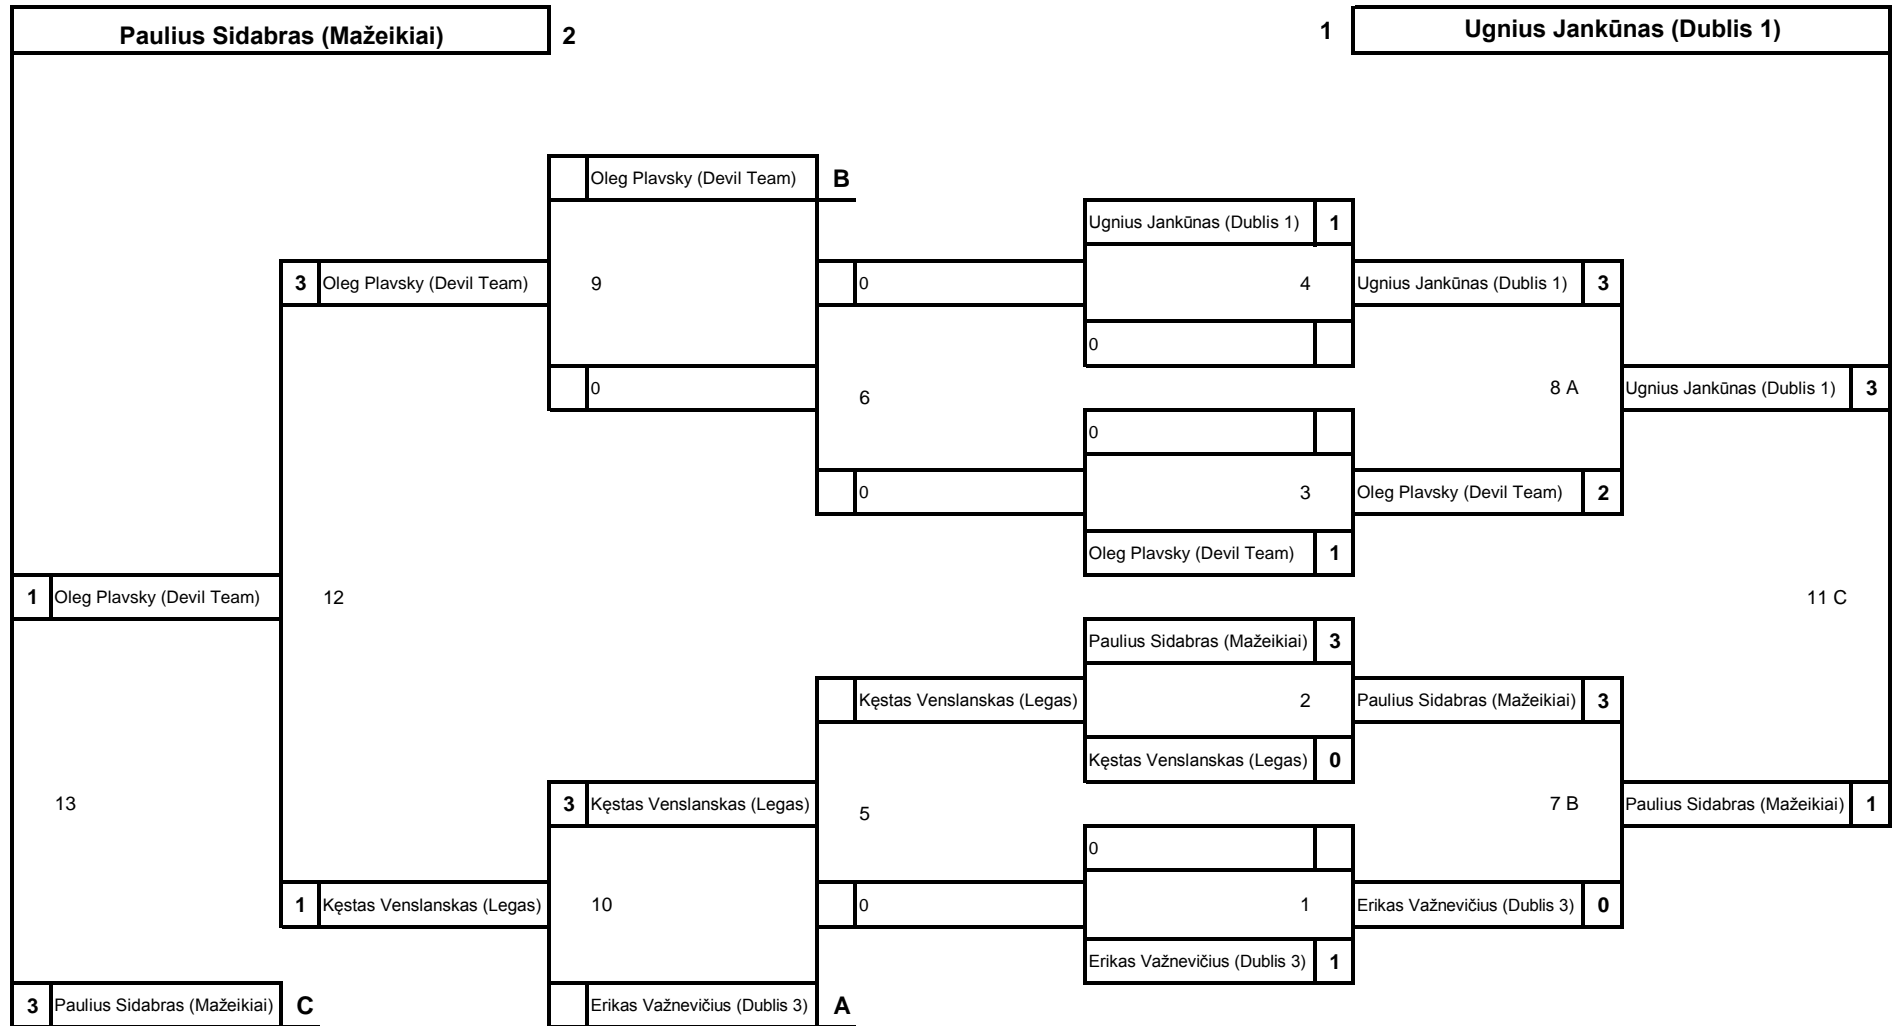 Paulius Sidabras (Mažeikiai) 2 1 Ugnius Jankūnas (Dublis 1)
Oleg Plavsky (Devil Team) B
Ugnius Jankūnas (Dublis 1) 1
3 Oleg Plavsky (Devil Team) 9 0 4 Ugnius Jankūnas (Dublis 1) 3
0
0 6 8 A Ugnius Jankūnas (Dublis 1) 3
0
0 3 Oleg Plavsky (Devil Team) 2
Oleg Plavsky (Devil Team) 1
1 Oleg Plavsky (Devil Team) 12 11 C
Paulius Sidabras (Mažeikiai) 3
Kęstas Venslanskas (Legas) 2 Paulius Sidabras (Mažeikiai) 3
Kęstas Venslanskas (Legas) 0
13 3 Kęstas Venslanskas (Legas) 5 7 B Paulius Sidabras (Mažeikiai) 1
0
1 Kęstas Venslanskas (Legas) 10 0 1 Erikas Važnevičius (Dublis 3) 0
Erikas Važnevičius (Dublis 3) 1
3 Paulius Sidabras (Mažeikiai) C Erikas Važnevičius (Dublis 3) A